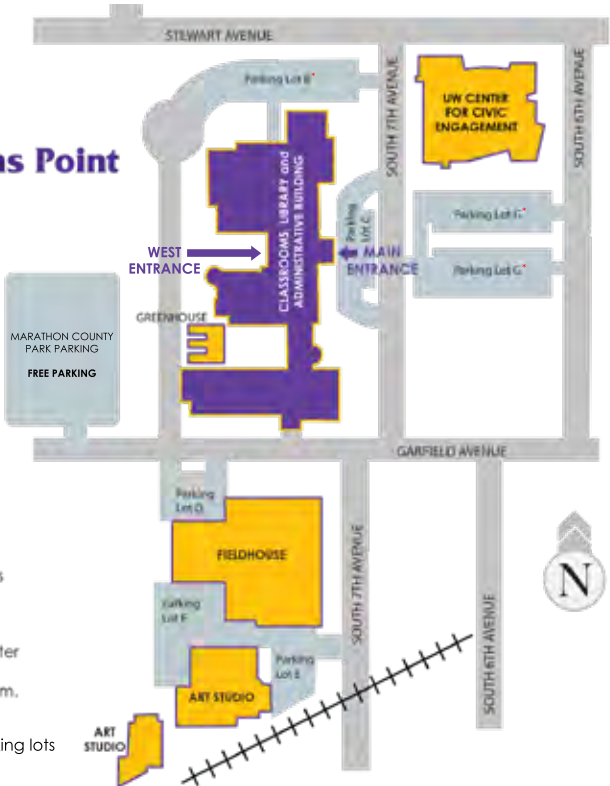 STEWART AVENUE
Parking Lot B*
SOUTH 7TH AVENUE
UW CENTER
FOR CIVIC
ENGAGEMENT
SOUTH 6TH AVENUE
ns Point
CLASSROOMS, LIBRARY and
ADMINISTRATIVE BUILDING
Parking
Lot C
Parking Lot G*
WEST
ENTRANCE
MAIN
ENTRANCE
Parking Lot G*
GREENHOUSE
MARATHON COUNTY
PARK PARKING
FREE PARKING
GARFIELD AVENUE
Parking
Lot D
FIELDHOUSE
SOUTH 7TH AVENUE
N
s
Parking
Lot F
SOUTH 6TH AVENUE
ter
Parking
Lot E
m.
ART STUDIO
ART
STUDIO
ing lots